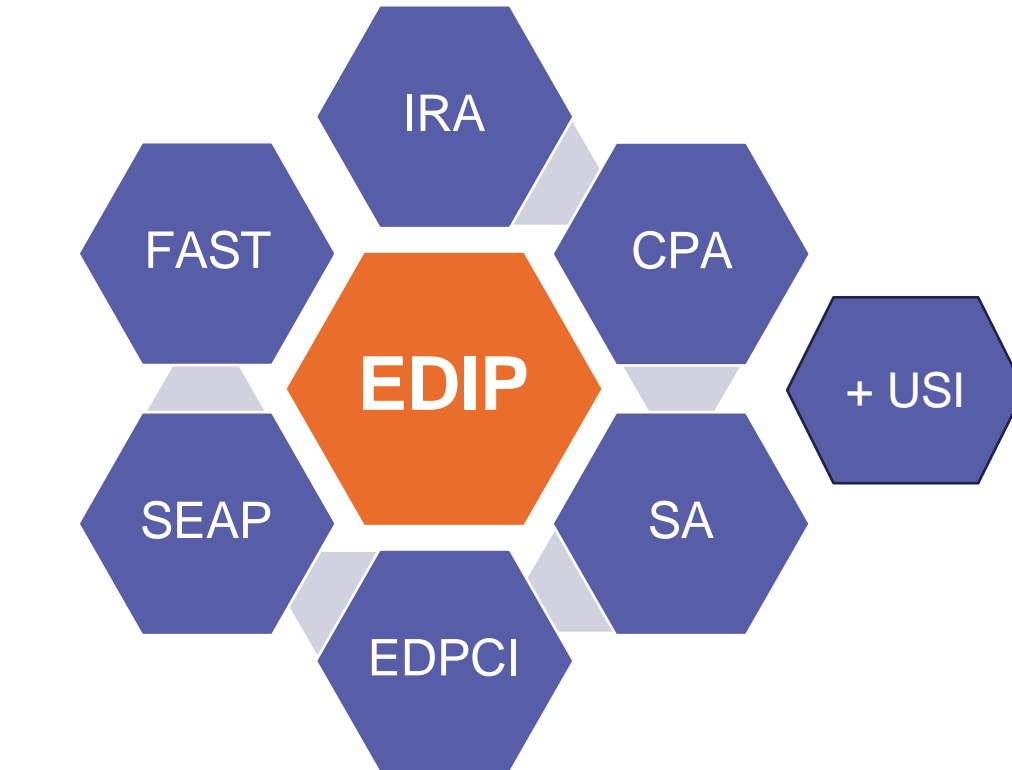 IRA
FAST
CPA
EDIP
+ USI
SEAP
SA
EDPCI